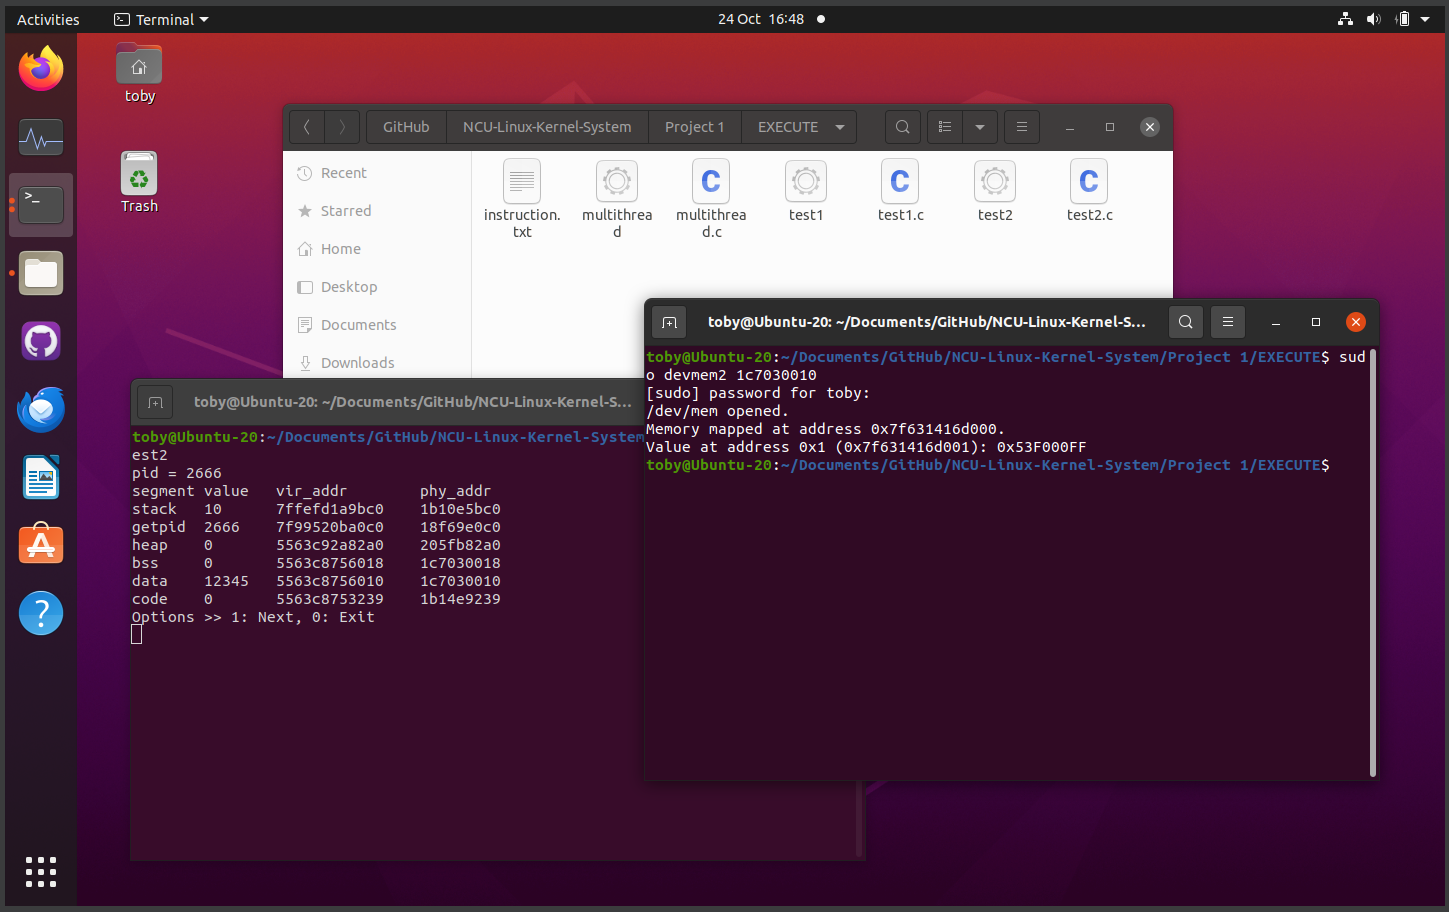 Activities
Terminal
24 Oct 16:48
toby
Trash
GitHub
NCU-Linux-Kernel-System
Project 1
EXECUTE
Recent
Starred
Home
Desktop
Documents
Downloads
instruction.
txt
multithrea
d
multithrea
d.c
test1
test1.c
test2
test2.c
toby@Ubuntu-20: ~/Documents/GitHub/NCU-Linux-Kernel-S...
toby@Ubuntu-20:~/Documents/GitHub/NCU-Linux-Kernel-System
est2
pid = 2666
segment value vir_addr phy_addr
stack 10 7ffefd1a9bc0 1b10e5bc0
getpid 2666 7f99520ba0c0 18f69e0c0
heap 0 5563c92a82a0 205fb82a0
bss 0 5563c8756018 1c7030018
data 12345 5563c8756010 1c7030010
code 0 5563c8753239 1b14e9239
Options >> 1: Next, 0: Exit
toby@Ubuntu-20: ~/Documents/GitHub/NCU-Linux-Kernel-S...
toby@Ubuntu-20:~/Documents/GitHub/NCU-Linux-Kernel-System/Project 1/EXECUTE$ sud
o devmem2 1c7030010
[sudo] password for toby:
/dev/mem opened.
Memory mapped at address 0x7f631416d000.
Value at address 0x1 (0x7f631416d001): 0x53F000FF
toby@Ubuntu-20:~/Documents/GitHub/NCU-Linux-Kernel-System/Project 1/EXECUTE$